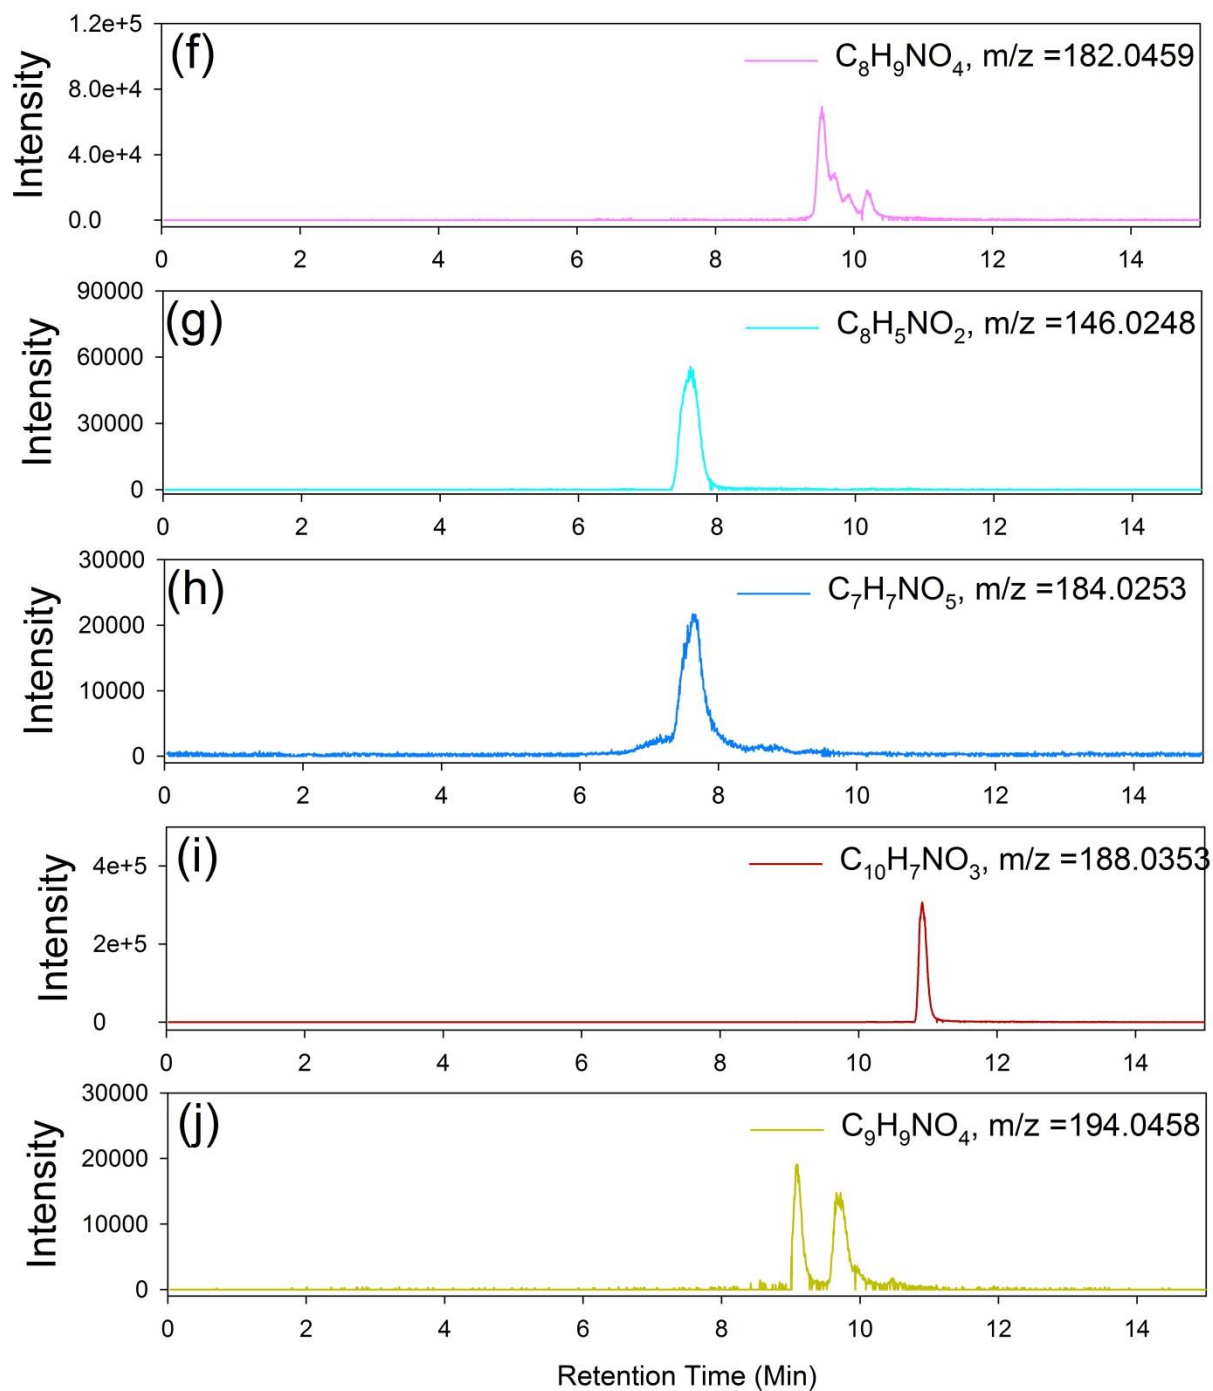 (f)
C8H9NO4, m/z =182.0459
Intensity
1.2e+5
8.0e+4
4.0e+4
0.0
0 2 4 6 8 10 12 14
(g)
C8H5NO2, m/z =146.0248
Intensity
90000
60000
30000
0
0 2 4 6 8 10 12 14
(h)
C7H7NO5, m/z =184.0253
Intensity
30000
20000
10000
0
0 2 4 6 8 10 12 14
(i)
C10H7NO3, m/z =188.0353
Intensity
4e+5
2e+5
0
0 2 4 6 8 10 12 14
(j)
C9H9NO4, m/z =194.0458
Intensity
30000
20000
10000
0
0 2 4 6 8 10 12 14
Retention Time (Min)